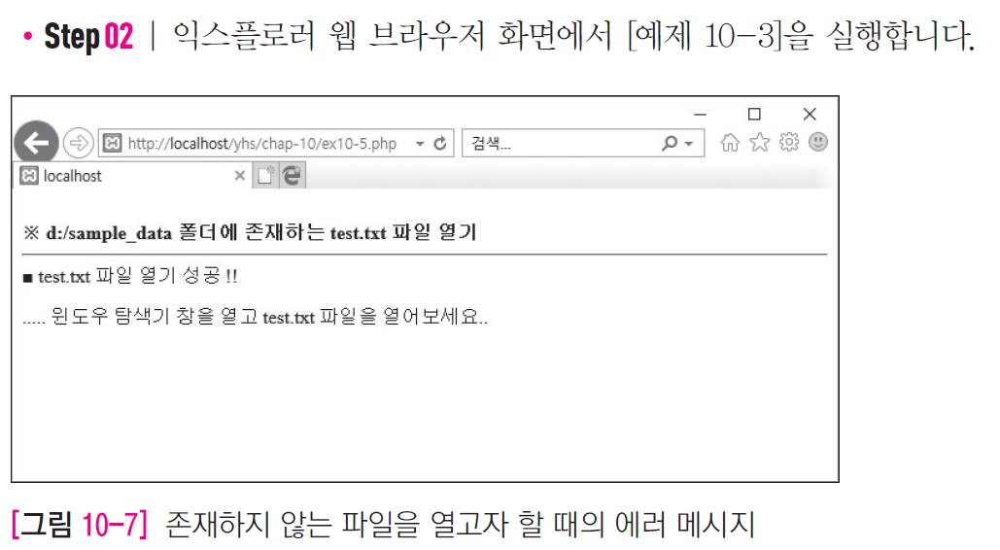 • Step 02 | 익스플로러 웹 브라우저 화면에서 [예제 10-3]을 실행합니다.
http://localhost/yhs/chap-10/ex10-5.php
검색...
localhost
※ d:/sample_data 폴더에 존재하는 test.txt 파일 열기
■ test.txt 파일 열기 성공 !!
..... 윈도우 탐색기 창을 열고 test.txt 파일을 열어보세요..
[그림 10-7] 존재하지 않는 파일을 열고자 할 때의 에러 메시지